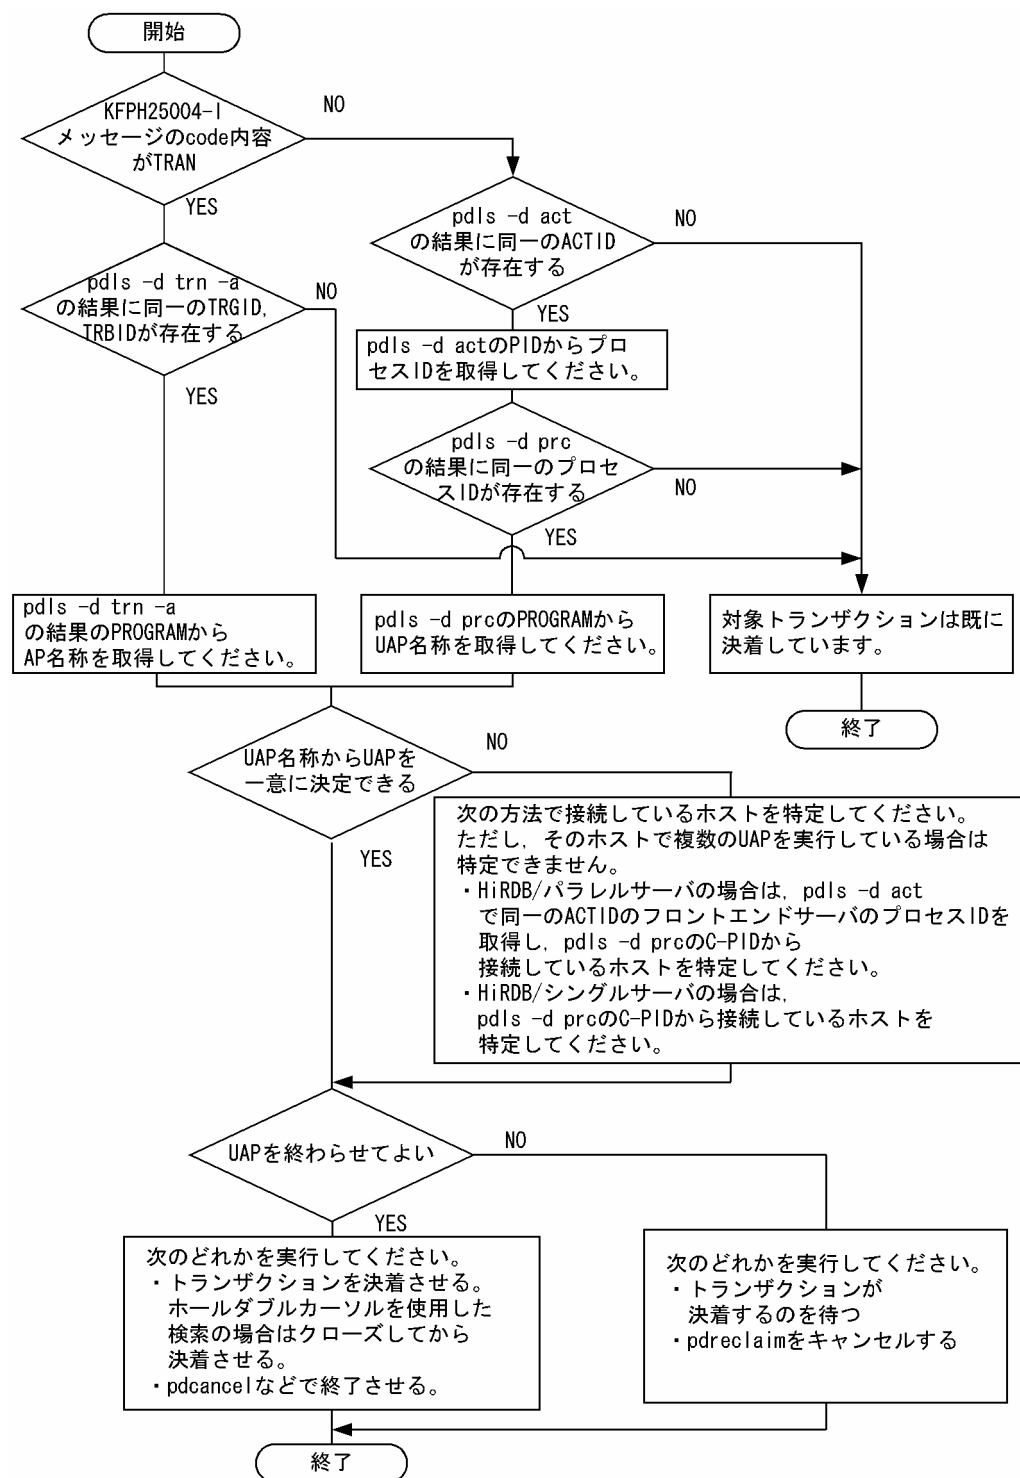 開始
KFPH25004-I
メッセージのcode内容
がTRAN
NO
YES
pdls -d act
の結果に同一のACTID
が存在する
NO
YES
pdls -d trn -a
の結果に同一のTRGID,
TRBIDが存在する
NO
YES
pdls -d actのPIDからプロ
セスIDを取得してください。
pdls -d prc
の結果に同一のプロセ
スIDが存在する
NO
YES
pdls -d trn -a
の結果のPROGRAMから
AP名称を取得してください。
pdls -d prcのPROGRAMから
UAP名称を取得してください。
対象トランザクションは既に
決着しています。
終了
UAP名称からUAPを
一意に決定できる
NO
YES
次の方法で接続しているホストを特定してください。
ただし，そのホストで複数のUAPを実行している場合は
特定できません。
・HiRDB/パラレルサーバの場合は，pdls -d act
で同一のACTIDのフロントエンドサーバのプロセスIDを
取得し，pdls -d prcのC-PIDから
接続しているホストを特定してください。
・HiRDB/シングルサーバの場合は，
pdls -d prcのC-PIDから接続しているホストを
特定してください。
UAPを終わらせてよい
NO
YES
次のどれかを実行してください。
・トランザクションを決着させる。
ホールダブルカーソルを使用した
検索の場合はクローズしてから
決着させる。
・pdcancelなどで終了させる。
次のどれかを実行してください。
・トランザクションが
決着するのを待つ
・pdreclaimをキャンセルする
終了